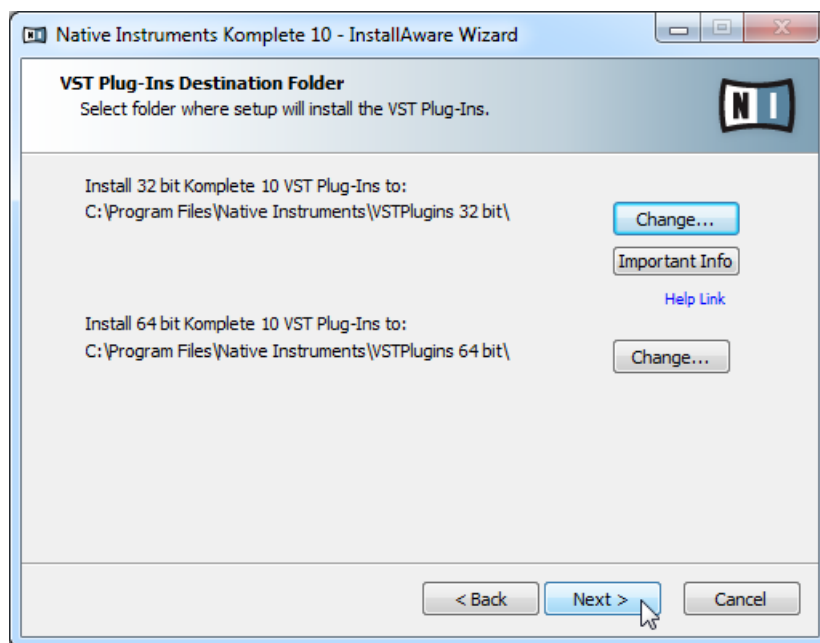 Native Instruments Komplete 10 - InstallAware Wizard
VST Plug-Ins Destination Folder
Select folder where setup will install the VST Plug-Ins.
N I
Install 32 bit Komplete 10 VST Plug-Ins to:
C:\Program Files\Native Instruments\VSTPlugins 32 bit\
Change...
Important Info
Help Link
Install 64 bit Komplete 10 VST Plug-Ins to:
C:\Program Files\Native Instruments\VSTPlugins 64 bit\
Change...
< Back
Next >
Cancel